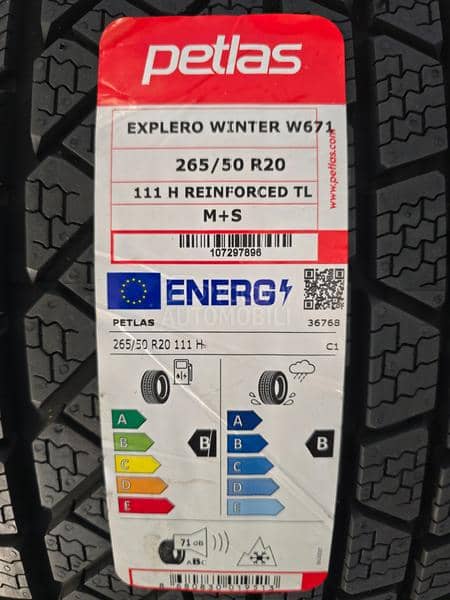 petlas
EXPLERO WINTER W671
265/50 R20
111 H REINFORCED TL
M+S
www.petlas.com
107297896
ENERG
PETLAS 36768
265/50 R20 111 H C1
A A
B B B B
C C
D D
E E
71 dB
ABC